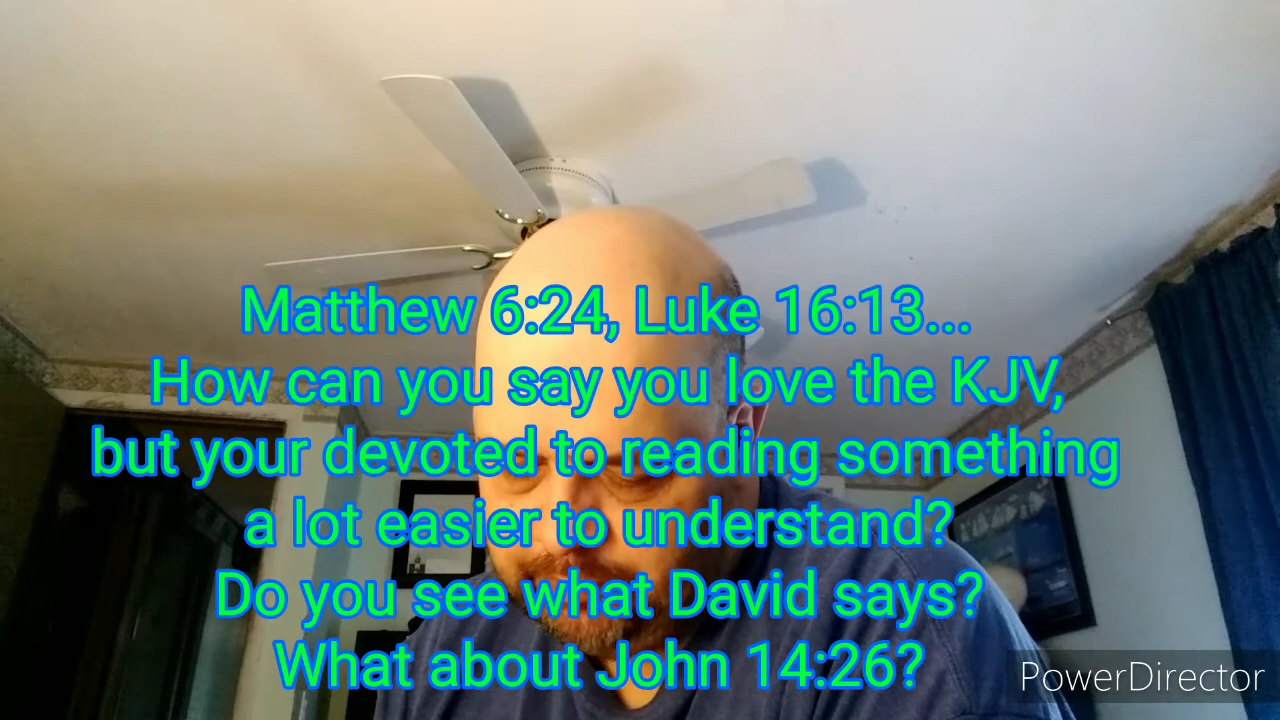 Matthew 6:24, Luke 16:13...
How can you say you love the KJV,
but your devoted to reading something
a lot easier to understand?
Do you see what David says?
What about John 14:26?
PowerDirector